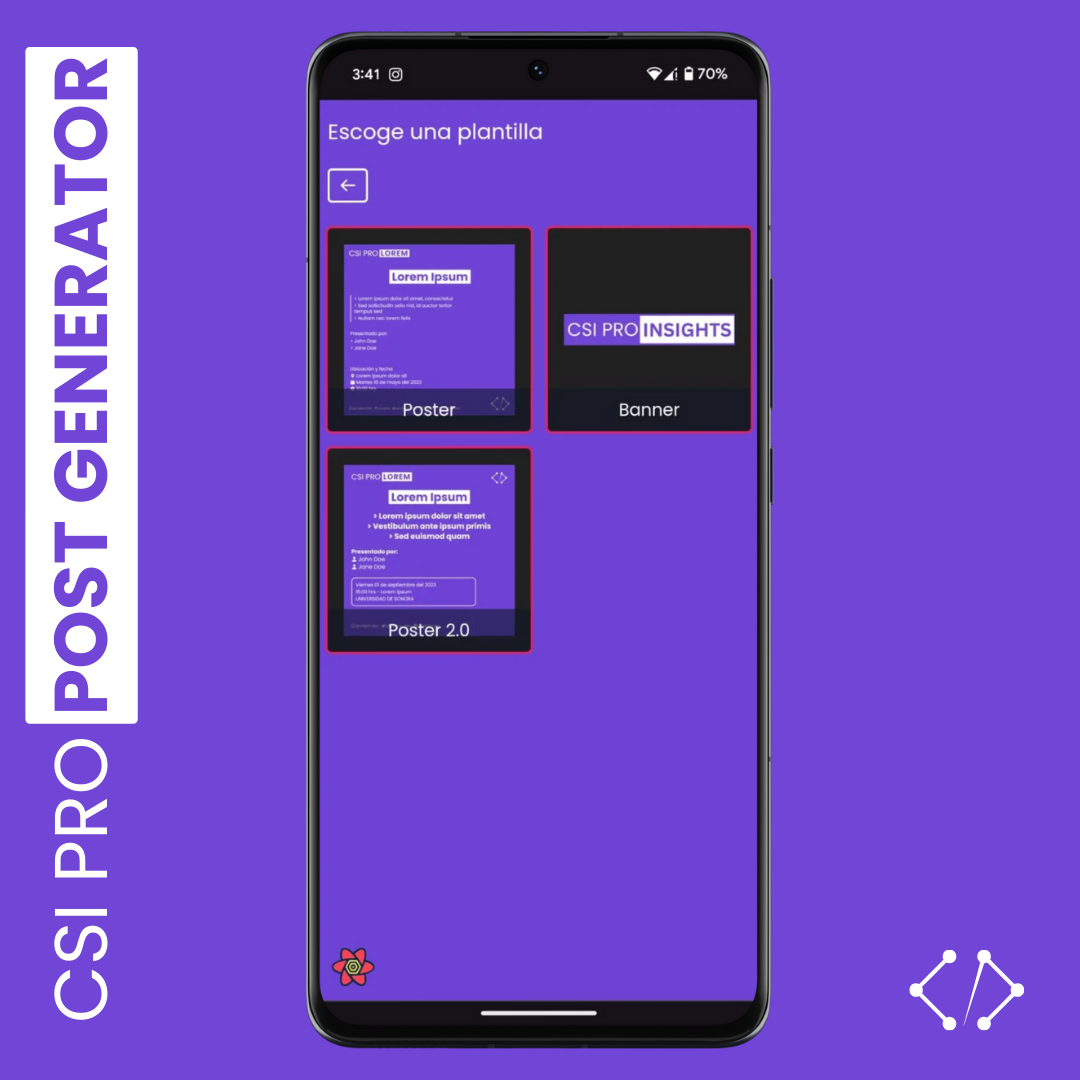 CSI PRO POST GENERATOR
3:41
70%
Escoge una plantilla
CSI PRO LOREM
Lorem Ipsum
> Lorem ipsum dolor sit amet, consectetur
> Sed sollicitudin odio nisi, id auctor tortor
tempus sed
> Nullam nec lorem felis
Presentado por:
> John Doe
> Jane Doe
Ubicación y fecha
Lorem ipsum dolor sit
Martes 16 de mayo del 2023
Poster
CSI PRO INSIGHTS
Banner
CSI PRO LOREM
Lorem Ipsum
> Lorem ipsum dolor sit amet
> Vestibulum ante ipsum primis
> Sed euismod quam
Presentado por:
John Doe
Jane Doe
viernes 01 de septiembre del 2023
16:00 hrs - Lorem Ipsum
UNIVERSIDAD DE SONORA
Poster 2.0